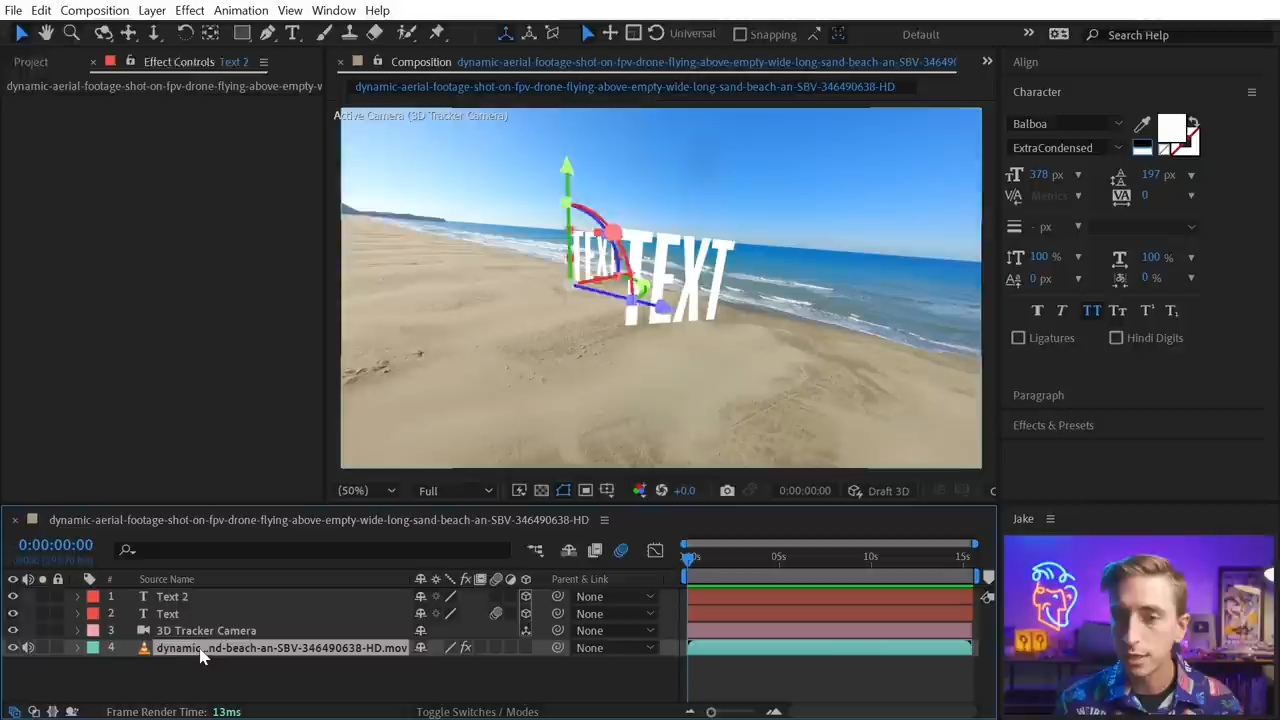 File Edit Composition Layer Effect Animation View Window Help
Universal Snapping Default Search Help
Project × Effect Controls Text 2
dynamic-aerial-footage-shot-on-fpv-drone-flying-above-empty-w
× Composition dynamic-aerial-footage-shot-on-fpv-drone-flying-above-empty-wide-long-sand-beach-an-SBV-34649
dynamic-aerial-footage-shot-on-fpv-drone-flying-above-empty-wide-long-sand-beach-an-SBV-346490638-HD
Active Camera (3D Tracker Camera)
TEXT TEXT
(50%) Full +0.0 0:00:00:00 Draft 3D
Align
Character
Balboa
ExtraCondensed
378 px 197 px
Metrics 0
- px
100 % 100 %
0 px 0 %
T T TT Tт T¹ T₁
Ligatures Hindi Digits
Paragraph
Effects & Presets
× dynamic-aerial-footage-shot-on-fpv-drone-flying-above-empty-wide-long-sand-beach-an-SBV-346490638-HD
0:00:00:00
05s 10s 15s
# Source Name Parent & Link
1 T Text 2 None
2 T Text None
3 3D Tracker Camera None
4 dynamic...nd-beach-an-SBV-346490638-HD.mov fx None
Frame Render Time: 13ms Toggle Switches / Modes
Jake